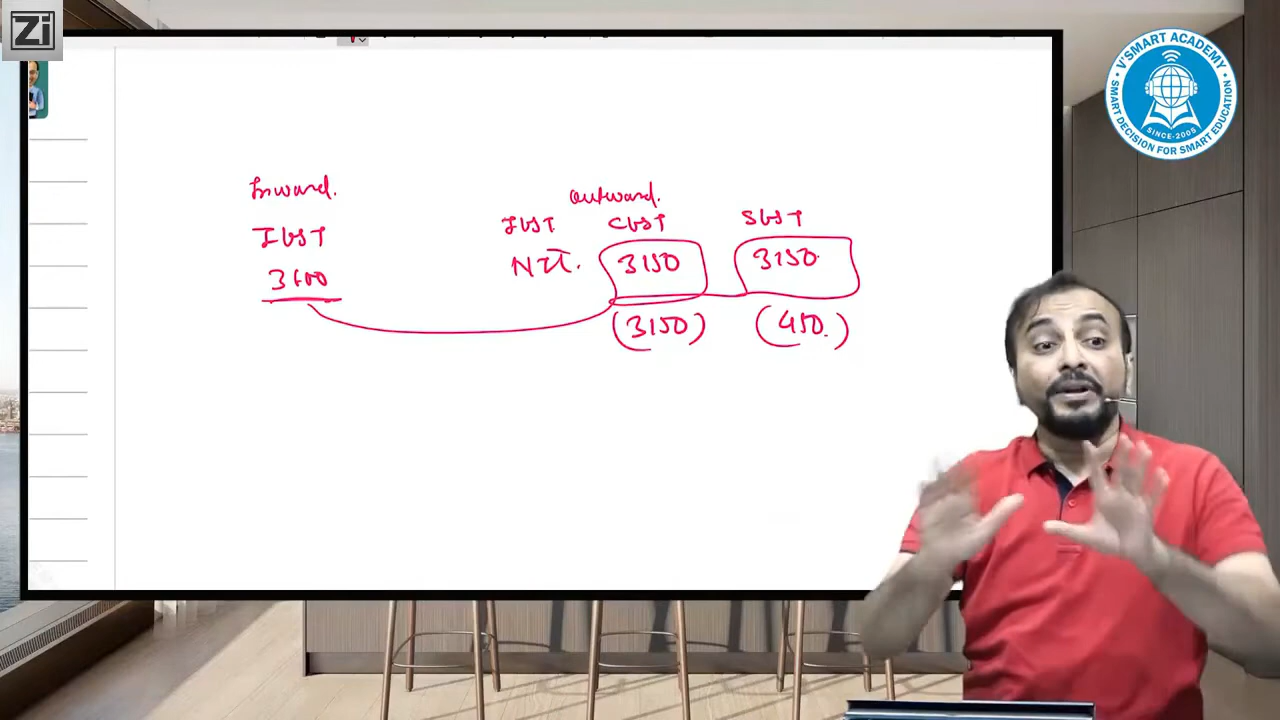 Zi
V'SMART ACADEMY
SMART DECISION FOR SMART EDUCATION
SINCE-2005
Inward.
IGST
3600
Outward.
IGST CGST SGST
NIL. 3150 3150
(3150) (450.)